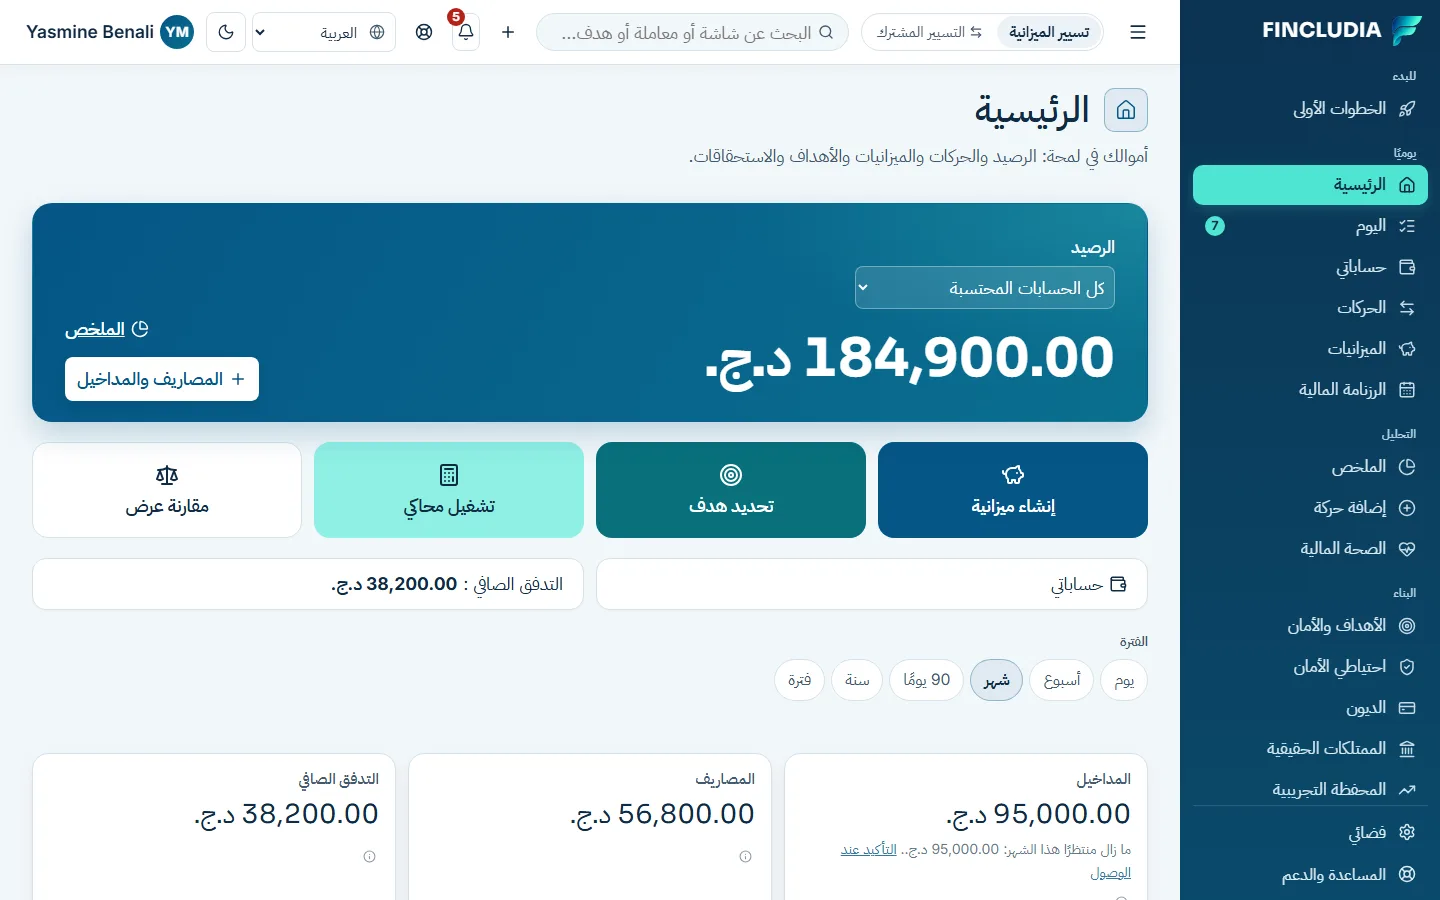 FINCLUDIA
للبدء
الخطوات الأولى
يوميًا
الرئيسية
اليوم
7
حساباتي
الحركات
الميزانيات
الرزنامة المالية
التحليل
الملخص
إضافة حركة
الصحة المالية
البناء
الأهداف والأمان
احتياطي الأمان
الديون
الممتلكات الحقيقية
المحفظة التجريبية
فضائي
المساعدة والدعم
تسيير الميزانية
التسيير المشترك
البحث عن شاشة أو معاملة أو هدف...
5
العربية
YM
Yasmine Benali
الرئيسية
أموالك في لمحة: الرصيد والحركات والميزانيات والأهداف والاستحقاقات.
الرصيد
كل الحسابات المحتسبة
184,900.00 د.ج.
الملخص
+ المصاريف والمداخيل
إنشاء ميزانية
تحديد هدف
تشغيل محاكي
مقارنة عرض
حساباتي
التدفق الصافي : 38,200.00 د.ج.
الفترة
يوم
أسبوع
شهر
90 يومًا
سنة
فترة
المداخيل
95,000.00 د.ج.
ما زال منتظرًا هذا الشهر: 95,000.00 د.ج.. التأكيد عند
الوصول
المصاريف
56,800.00 د.ج.
التدفق الصافي
38,200.00 د.ج.